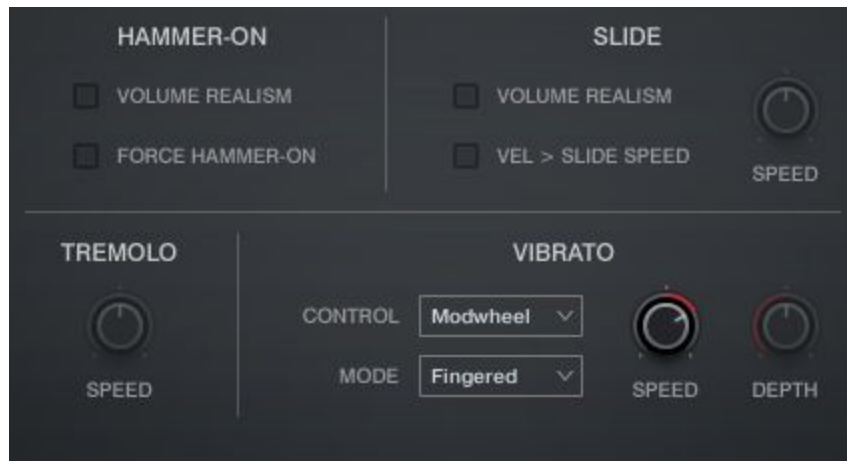 HAMMER-ON
VOLUME REALISM
FORCE HAMMER-ON
SLIDE
VOLUME REALISM
VEL > SLIDE SPEED
SPEED
TREMOLO
SPEED
VIBRATO
CONTROL Modwheel
MODE Fingered
SPEED
DEPTH